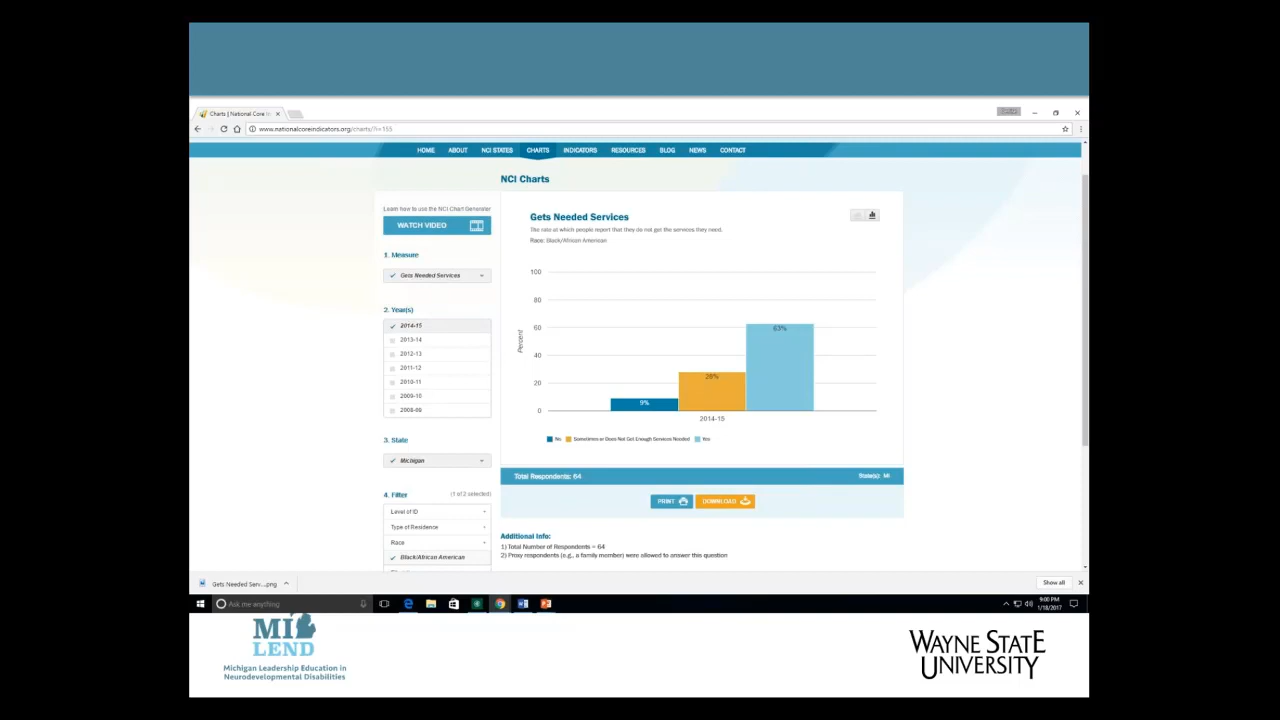 Charts | National Core In
www.nationalcoreindicators.org/charts/?i=155
HOME ABOUT NCI STATES CHARTS INDICATORS RESOURCES BLOG NEWS CONTACT
NCI Charts
Learn how to use the NCI Chart Generator
WATCH VIDEO
1. Measure
Gets Needed Services
2. Year(s)
2014-15
2013-14
2012-13
2011-12
2010-11
2009-10
2008-09
3. State
Michigan
4. Filter (1 of 2 selected)
Level of ID
Type of Residence
Race
Black/African American
Gets Needed Services
The rate at which people report that they do not get the services they need.
Race: Black/African American
100
80
60
40
20
0
Percent
9%
28%
63%
2014-15
No Sometimes or Does Not Get Enough Services Needed Yes
Total Respondents: 64 State(s): MI
PRINT DOWNLOAD
Additional Info:
1) Total Number of Respondents = 64
2) Proxy respondents (e.g., a family member) were allowed to answer this question
Gets Needed Serv....png Show all
Ask me anything
9:00 PM
1/18/2017
MI
LEND
Michigan Leadership Education in
Neurodevelopmental Disabilities
WAYNE STATE
UNIVERSITY